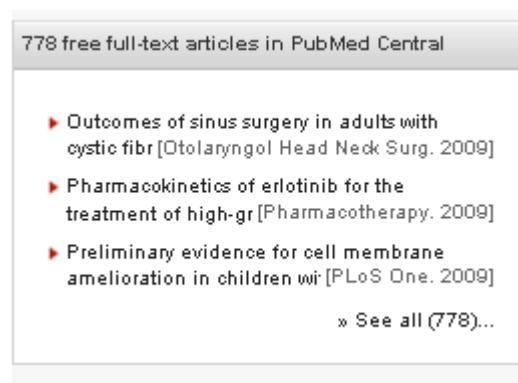 778 free full-text articles in PubMed Central
Outcomes of sinus surgery in adults with
cystic fibr [Otolaryngol Head Neck Surg. 2009]
Pharmacokinetics of erlotinib for the
treatment of high-gr [Pharmacotherapy. 2009]
Preliminary evidence for cell membrane
amelioration in children wi [PLoS One. 2009]
» See all (778)...